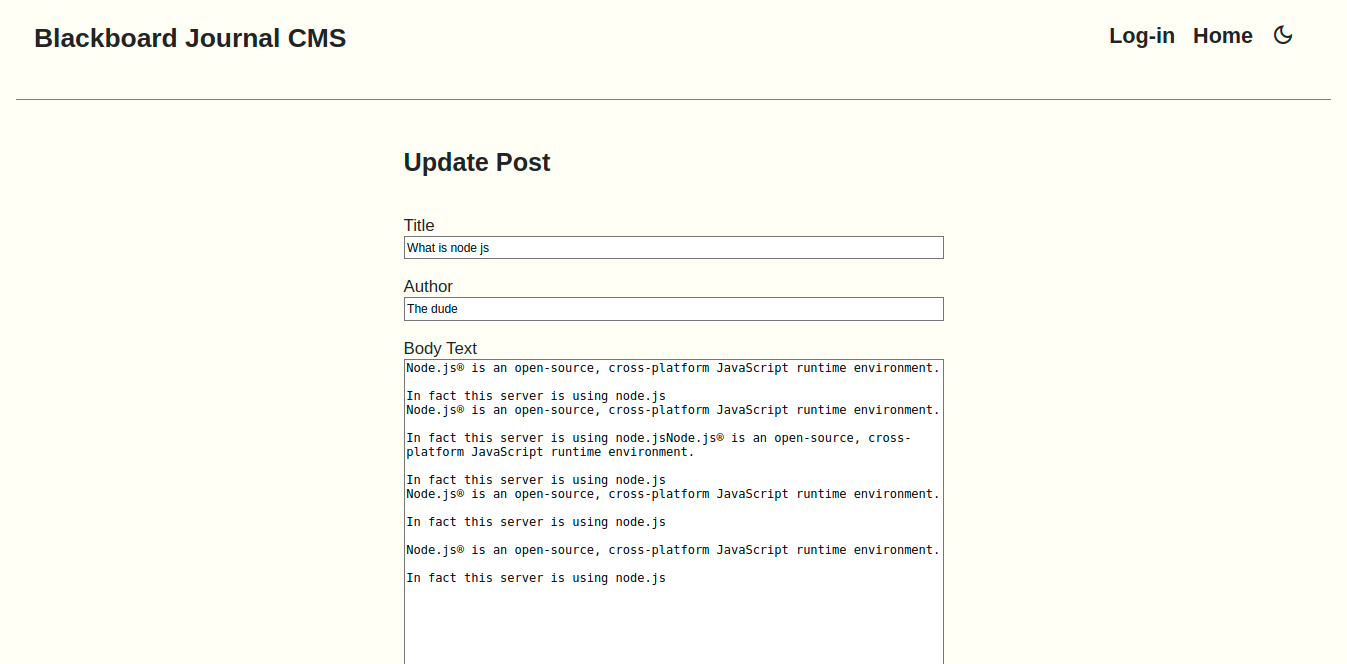 Blackboard Journal CMS
Log-in Home
Update Post
Title
What is node js
Author
The dude
Body Text
Node.js® is an open-source, cross-platform JavaScript runtime environment.
In fact this server is using node.js
Node.js® is an open-source, cross-platform JavaScript runtime environment.
In fact this server is using node.jsNode.js® is an open-source, cross-
platform JavaScript runtime environment.
In fact this server is using node.js
Node.js® is an open-source, cross-platform JavaScript runtime environment.
In fact this server is using node.js
Node.js® is an open-source, cross-platform JavaScript runtime environment.
In fact this server is using node.js